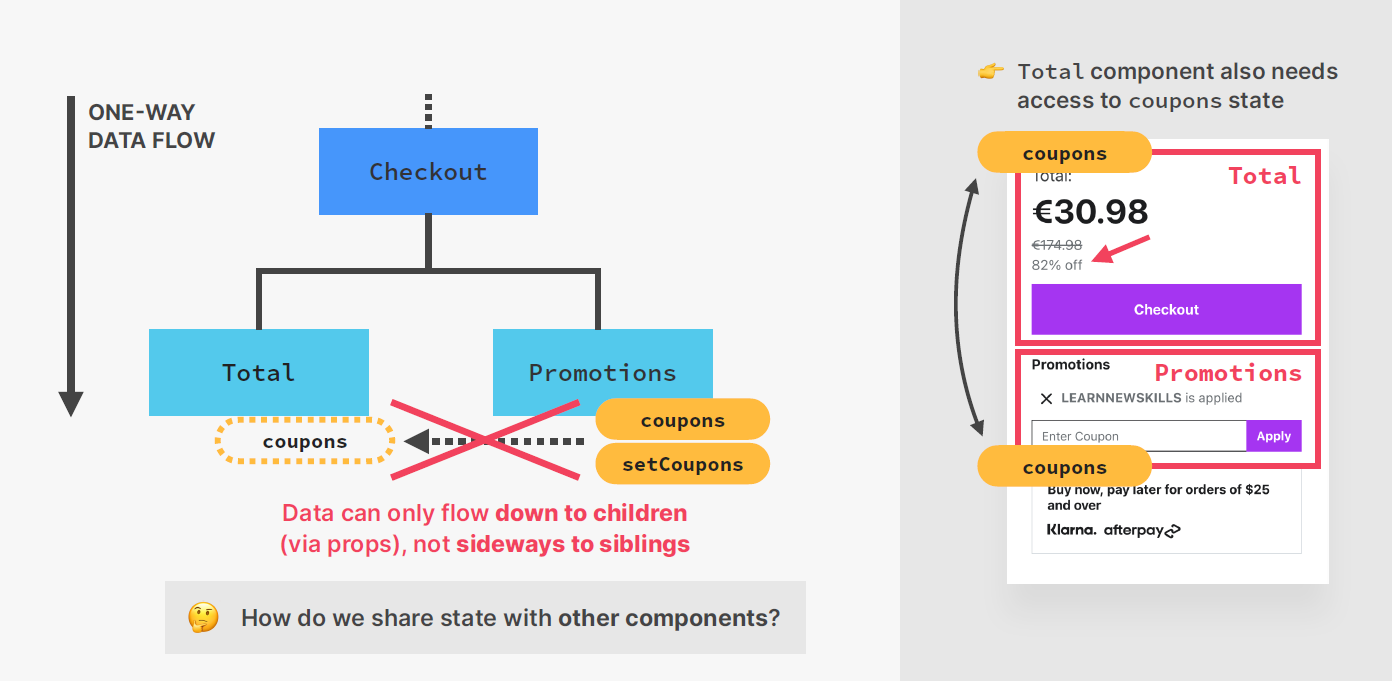 ONE-WAY
DATA FLOW
Checkout
Total
Promotions
coupons
coupons
setCoupons
Data can only flow down to children
(via props), not sideways to siblings
How do we share state with other components?
Total component also needs
access to coupons state
coupons
Total:
Total
€30.98
€174.98
82% off
Checkout
Promotions
Promotions
LEARNNEWSKILLS is applied
Enter Coupon
Apply
coupons
Buy now, pay later for orders of $25
and over
Klarna. afterpay